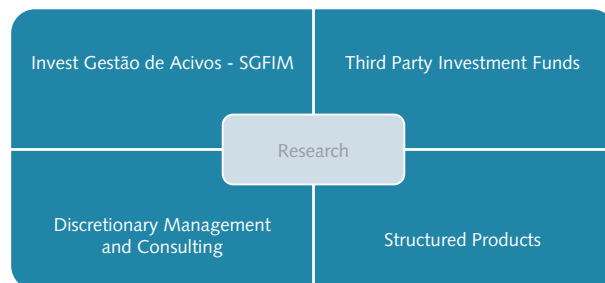 Invest Gestão de Acivos - SGFIM
Third Party Investment Funds
Research
Discretionary Management
and Consulting
Structured Products